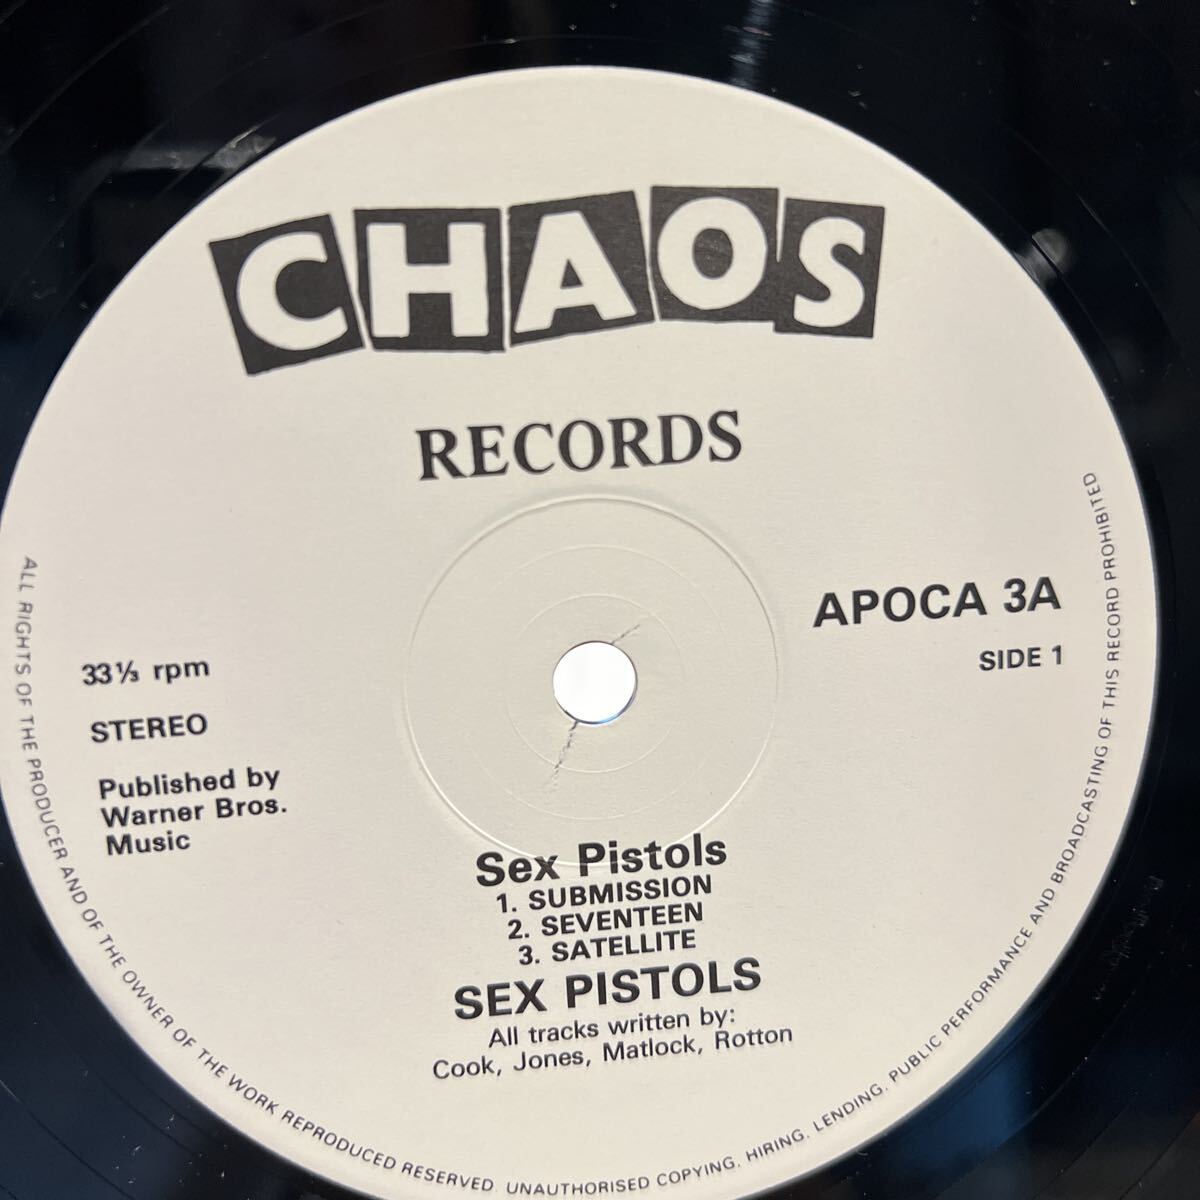 CHAOS
RECORDS
APOCA 3A
SIDE 1
33⅓ rpm
STEREO
Published by
Warner Bros.
Music
Sex Pistols
1. SUBMISSION
2. SEVENTEEN
3. SATELLITE
SEX PISTOLS
All tracks written by:
Cook, Jones, Matlock, Rotton
ALL RIGHTS OF THE PRODUCER AND OF THE OWNER OF THE WORK REPRODUCED RESERVED. UNAUTHORISED COPYING, HIRING, LENDING, PUBLIC PERFORMANCE AND BROADCASTING OF THIS RECORD PROHIBITED